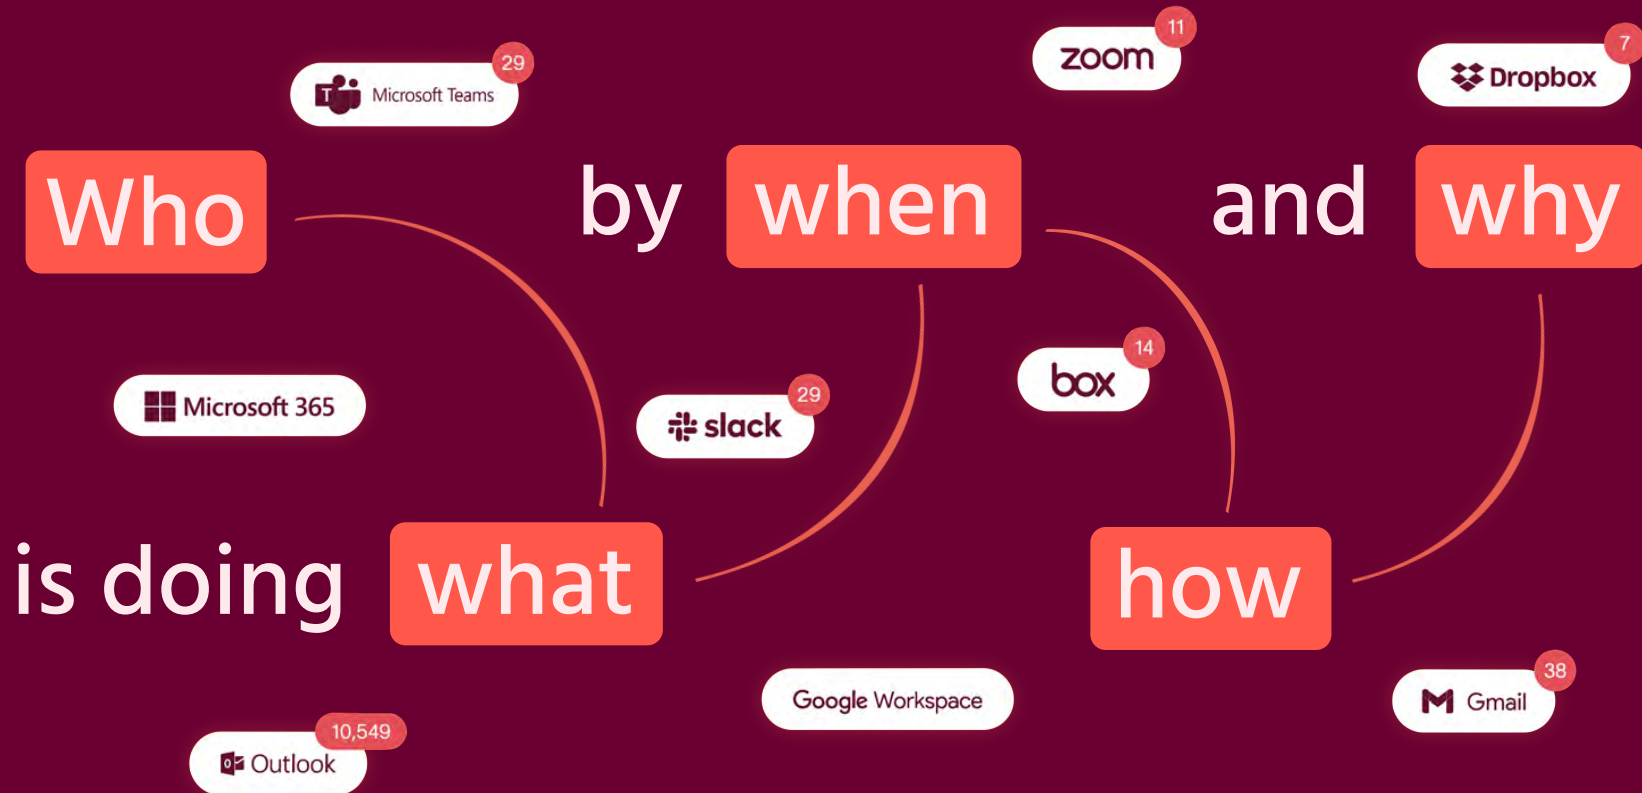 29
Microsoft Teams
11
zoom
7
Dropbox
Who
by when
and why
14
box
29
slack
Microsoft 365
is doing what
how
38
Gmail
Google Workspace
10,549
Outlook